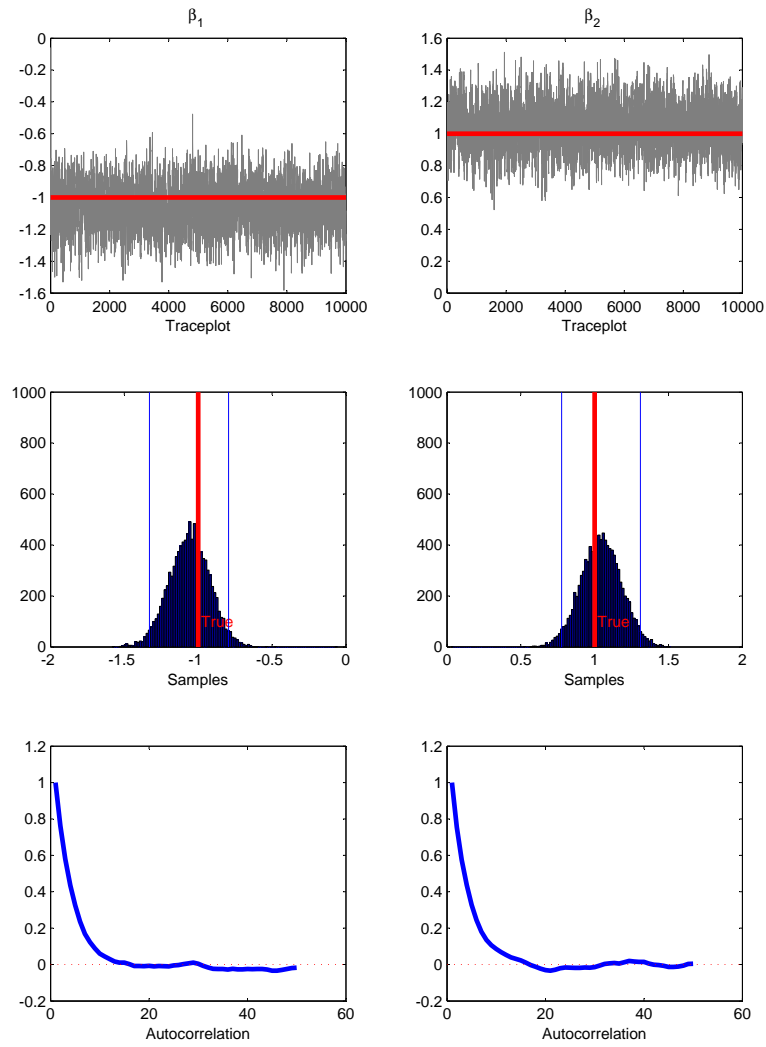 β1 β2
0 1.6
-0.2 1.4
-0.4 1.2
-0.6 1
-0.8 0.8
-1 0.6
-1.2 0.4
-1.4 0.2
-1.6 0
0 2000 4000 6000 8000 10000 0 2000 4000 6000 8000 10000
Traceplot Traceplot
1000 1000
800 800
600 600
400 400
200 200
True True
0 0
-2 -1.5 -1 -0.5 0 0 0.5 1 1.5 2
Samples Samples
1.2 1.2
1 1
0.8 0.8
0.6 0.6
0.4 0.4
0.2 0.2
0 0
-0.2 -0.2
0 20 40 60 0 20 40 60
Autocorrelation Autocorrelation